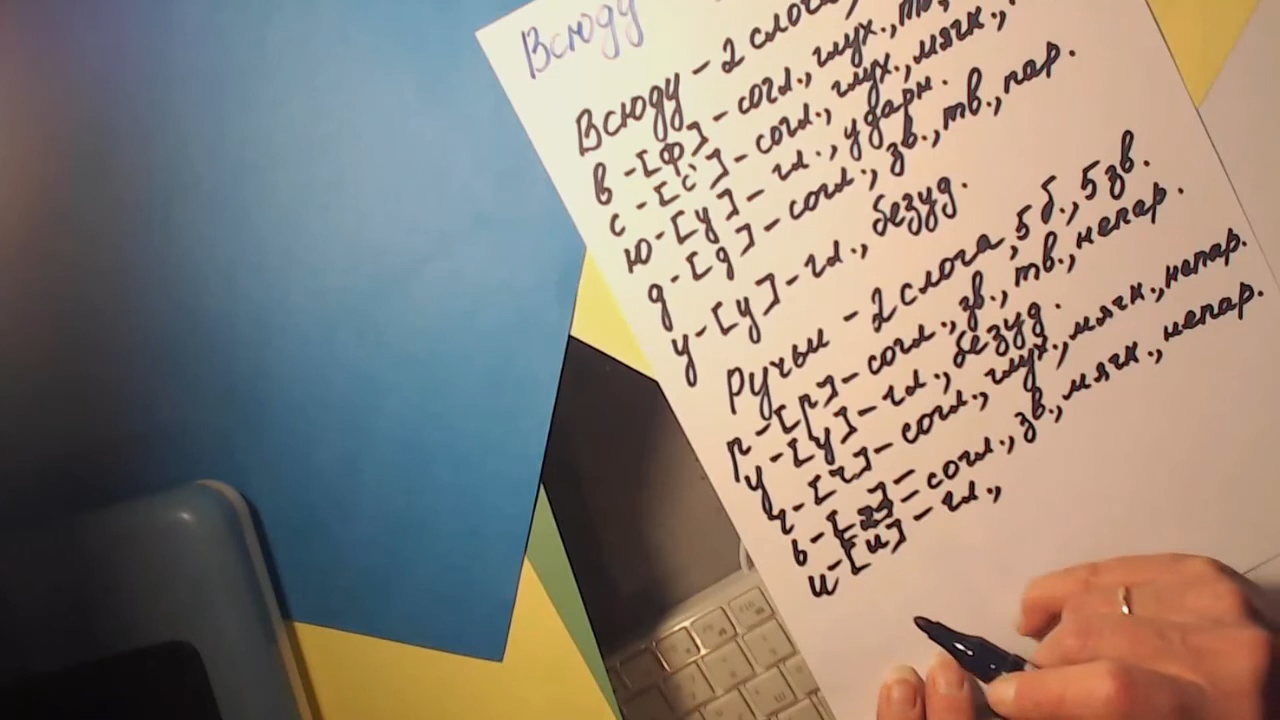 Всюду
Всюду - 2 слога,
в - [ф] - согл., глух., тв.,
с - [с'] - согл., глух., мягк.,
ю - [у] - гл., ударн.
д - [д] - согл., зв., тв., пар.
у - [у] - гл., безуд.
Ручьи - 2 слога, 5 б., 5 зв.
р - [р] - согл., зв., тв., непар.
у - [у] - гл., безуд.
ч - [ч] - согл., глух., мягк., непар.
ь - [] - согл., зв., мягк., непар.
и - [и] - гл.,